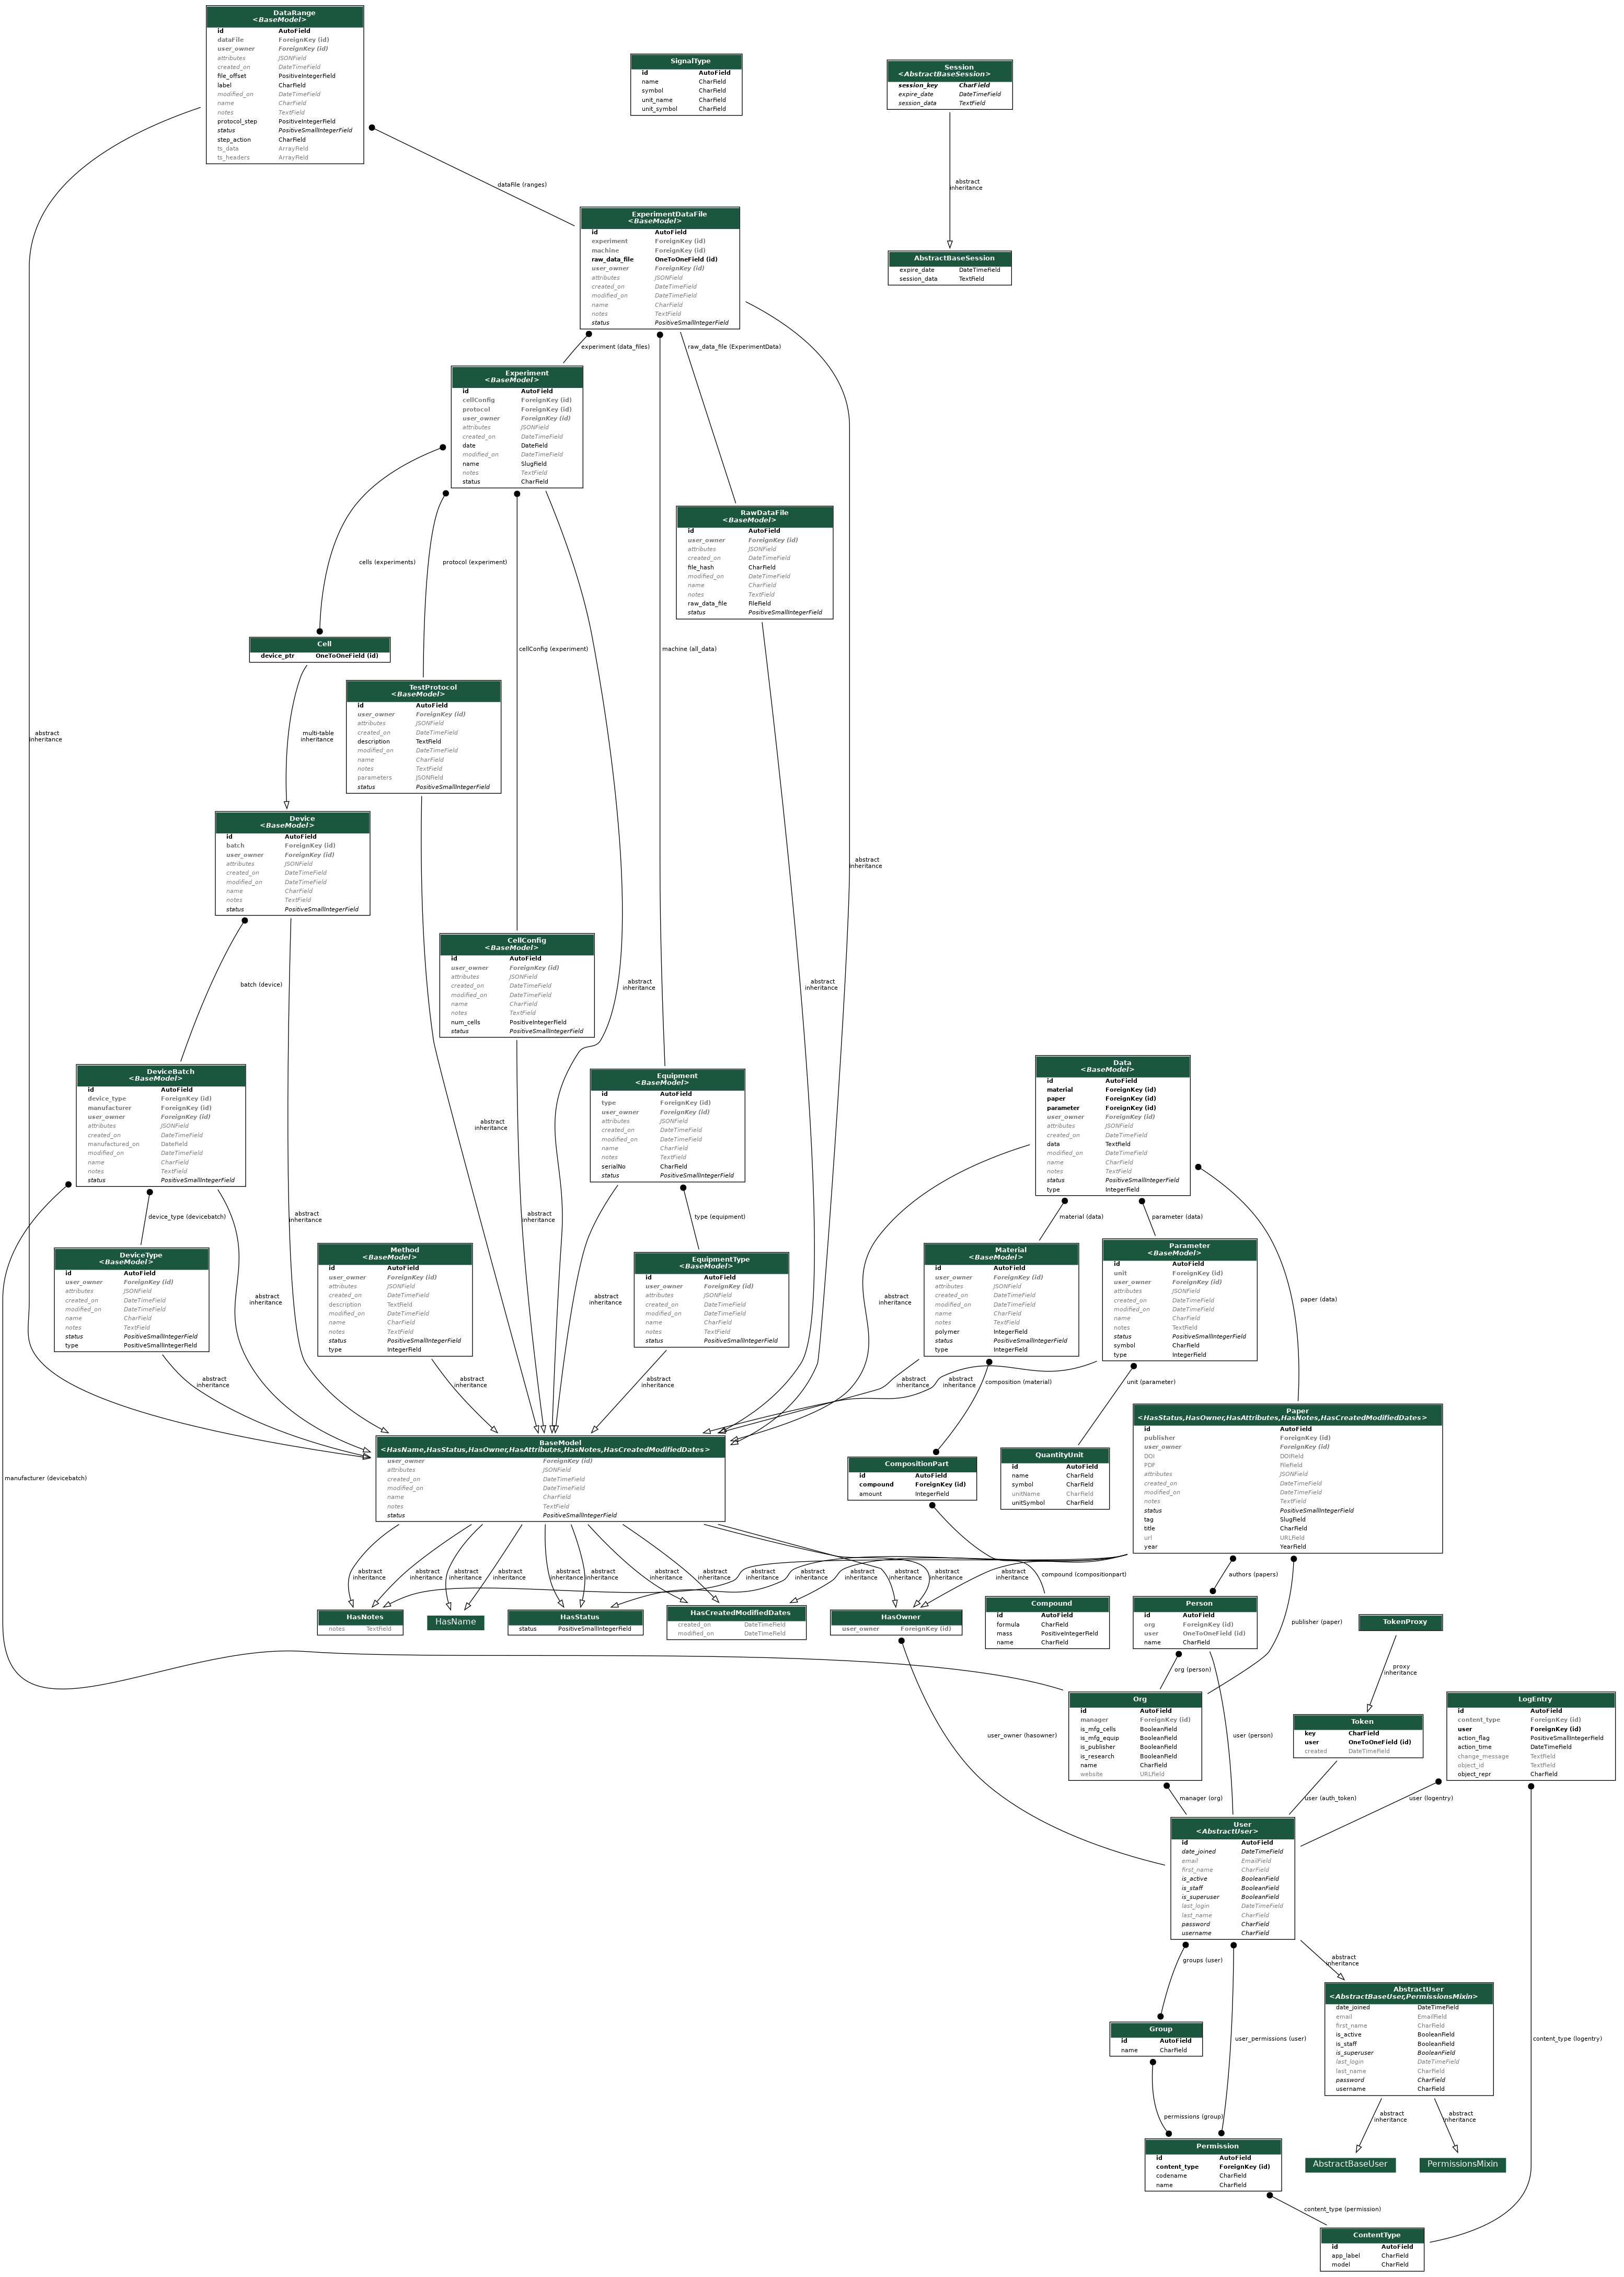 DataRange
<BaseModel>
id AutoField
dataFile ForeignKey (id)
user_owner ForeignKey (id)
attributes JSONField
created_on DateTimeField
file_offset PositiveIntegerField
label CharField
modified_on DateTimeField
name CharField
notes TextField
protocol_step PositiveIntegerField
status PositiveSmallIntegerField
step_action CharField
ts_data ArrayField
ts_headers ArrayField
SignalType
id AutoField
name CharField
symbol CharField
unit_name CharField
unit_symbol CharField
Session
<AbstractBaseSession>
session_key CharField
expire_date DateTimeField
session_data TextField
abstract
inheritance
AbstractBaseSession
expire_date DateTimeField
session_data TextField
dataFile (ranges)
ExperimentDataFile
<BaseModel>
id AutoField
experiment ForeignKey (id)
machine ForeignKey (id)
raw_data_file OneToOneField (id)
user_owner ForeignKey (id)
attributes JSONField
created_on DateTimeField
modified_on DateTimeField
name CharField
notes TextField
status PositiveSmallIntegerField
experiment (data_files)
raw_data_file (ExperimentData)
Experiment
<BaseModel>
id AutoField
cellConfig ForeignKey (id)
protocol ForeignKey (id)
user_owner ForeignKey (id)
attributes JSONField
created_on DateTimeField
date DateField
modified_on DateTimeField
name SlugField
notes TextField
status CharField
RawDataFile
<BaseModel>
id AutoField
user_owner ForeignKey (id)
attributes JSONField
created_on DateTimeField
file_hash CharField
modified_on DateTimeField
name CharField
notes TextField
raw_data_file FileField
status PositiveSmallIntegerField
cells (experiments)
protocol (experiment)
cellConfig (experiment)
machine (all_data)
Cell
device_ptr OneToOneField (id)
TestProtocol
<BaseModel>
id AutoField
user_owner ForeignKey (id)
attributes JSONField
created_on DateTimeField
description TextField
modified_on DateTimeField
name CharField
notes TextField
parameters JSONField
status PositiveSmallIntegerField
abstract
inheritance
multi-table
inheritance
Device
<BaseModel>
id AutoField
batch ForeignKey (id)
user_owner ForeignKey (id)
attributes JSONField
created_on DateTimeField
modified_on DateTimeField
name CharField
notes TextField
status PositiveSmallIntegerField
abstract
inheritance
CellConfig
<BaseModel>
id AutoField
user_owner ForeignKey (id)
attributes JSONField
created_on DateTimeField
modified_on DateTimeField
name CharField
notes TextField
num_cells PositiveIntegerField
status PositiveSmallIntegerField
batch (device)
abstract
inheritance
abstract
inheritance
DeviceBatch
<BaseModel>
id AutoField
device_type ForeignKey (id)
manufacturer ForeignKey (id)
user_owner ForeignKey (id)
attributes JSONField
created_on DateTimeField
manufactured_on DateField
modified_on DateTimeField
name CharField
notes TextField
status PositiveSmallIntegerField
abstract
inheritance
Equipment
<BaseModel>
id AutoField
type ForeignKey (id)
user_owner ForeignKey (id)
attributes JSONField
created_on DateTimeField
modified_on DateTimeField
name CharField
notes TextField
serialNo CharField
status PositiveSmallIntegerField
Data
<BaseModel>
id AutoField
material ForeignKey (id)
paper ForeignKey (id)
parameter ForeignKey (id)
user_owner ForeignKey (id)
attributes JSONField
created_on DateTimeField
data TextField
modified_on DateTimeField
name CharField
notes TextField
status PositiveSmallIntegerField
type IntegerField
device_type (devicebatch)
abstract
inheritance
abstract
inheritance
type (equipment)
material (data)
parameter (data)
DeviceType
<BaseModel>
id AutoField
user_owner ForeignKey (id)
attributes JSONField
created_on DateTimeField
modified_on DateTimeField
name CharField
notes TextField
status PositiveSmallIntegerField
type PositiveSmallIntegerField
abstract
inheritance
Method
<BaseModel>
id AutoField
user_owner ForeignKey (id)
attributes JSONField
created_on DateTimeField
description TextField
modified_on DateTimeField
name CharField
notes TextField
status PositiveSmallIntegerField
type IntegerField
abstract
inheritance
EquipmentType
<BaseModel>
id AutoField
user_owner ForeignKey (id)
attributes JSONField
created_on DateTimeField
modified_on DateTimeField
name CharField
notes TextField
status PositiveSmallIntegerField
abstract
inheritance
Material
<BaseModel>
id AutoField
user_owner ForeignKey (id)
attributes JSONField
created_on DateTimeField
modified_on DateTimeField
name CharField
notes TextField
polymer IntegerField
status PositiveSmallIntegerField
type IntegerField
Parameter
<BaseModel>
id AutoField
unit ForeignKey (id)
user_owner ForeignKey (id)
attributes JSONField
created_on DateTimeField
modified_on DateTimeField
name CharField
notes TextField
status PositiveSmallIntegerField
symbol CharField
type IntegerField
paper (data)
abstract
inheritance
abstract
inheritance
abstract
inheritance
abstract
inheritance
composition (material)
unit (parameter)
Paper
<HasStatus,HasOwner,HasAttributes,HasNotes,HasCreatedModifiedDates>
id AutoField
publisher ForeignKey (id)
user_owner ForeignKey (id)
DOI DOIField
PDF FileField
attributes JSONField
created_on DateTimeField
modified_on DateTimeField
notes TextField
status PositiveSmallIntegerField
tag SlugField
title CharField
url URLField
year YearField
BaseModel
<HasName,HasStatus,HasOwner,HasAttributes,HasNotes,HasCreatedModifiedDates>
user_owner ForeignKey (id)
attributes JSONField
created_on DateTimeField
modified_on DateTimeField
name CharField
notes TextField
status PositiveSmallIntegerField
CompositionPart
id AutoField
compound ForeignKey (id)
amount IntegerField
QuantityUnit
id AutoField
name CharField
symbol CharField
unitName CharField
unitSymbol CharField
manufacturer (devicebatch)
abstract
inheritance
abstract
inheritance
abstract
inheritance
abstract
inheritance
abstract
inheritance
abstract
inheritance
abstract
inheritance
abstract
inheritance
abstract
inheritance
abstract
inheritance
abstract
inheritance
abstract
inheritance
abstract
inheritance
abstract
inheritance
compound (compositionpart)
authors (papers)
HasNotes
notes TextField
HasName
HasStatus
status PositiveSmallIntegerField
HasCreatedModifiedDates
created_on DateTimeField
modified_on DateTimeField
HasOwner
user_owner ForeignKey (id)
Compound
id AutoField
formula CharField
mass PositiveIntegerField
name CharField
Person
id AutoField
org ForeignKey (id)
user OneToOneField (id)
name CharField
publisher (paper)
TokenProxy
org (person)
proxy
inheritance
Org
id AutoField
manager ForeignKey (id)
is_mfg_cells BooleanField
is_mfg_equip BooleanField
is_publisher BooleanField
is_research BooleanField
name CharField
website URLField
user_owner (hasowner)
user (person)
Token
key CharField
user OneToOneField (id)
created DateTimeField
LogEntry
id AutoField
content_type ForeignKey (id)
user ForeignKey (id)
action_flag PositiveSmallIntegerField
action_time DateTimeField
change_message TextField
object_id TextField
object_repr CharField
manager (org)
user (auth_token)
user (logentry)
User
<AbstractUser>
id AutoField
date_joined DateTimeField
email EmailField
first_name CharField
is_active BooleanField
is_staff BooleanField
is_superuser BooleanField
last_login DateTimeField
last_name CharField
password CharField
username CharField
groups (user)
abstract
inheritance
AbstractUser
<AbstractBaseUser,PermissionsMixin>
date_joined DateTimeField
email EmailField
first_name CharField
is_active BooleanField
is_staff BooleanField
is_superuser BooleanField
last_login DateTimeField
last_name CharField
password CharField
username CharField
Group
id AutoField
name CharField
user_permissions (user)
content_type (logentry)
permissions (group)
abstract
inheritance
abstract
inheritance
Permission
id AutoField
content_type ForeignKey (id)
codename CharField
name CharField
AbstractBaseUser
PermissionsMixin
content_type (permission)
ContentType
id AutoField
app_label CharField
model CharField